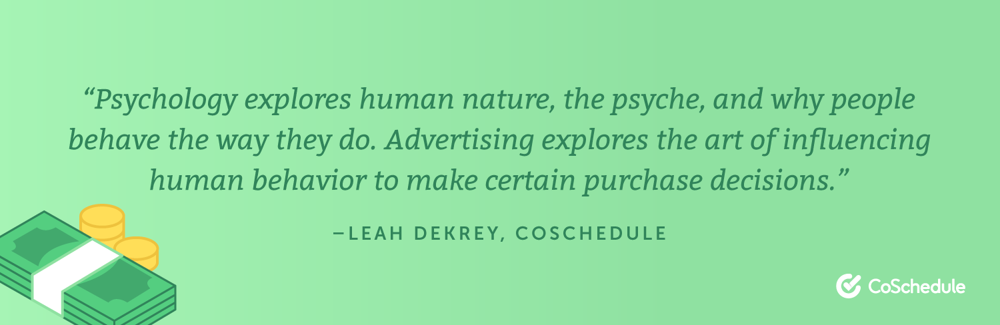 “Psychology explores human nature, the psyche, and why people
behave the way they do. Advertising explores the art of influencing
human behavior to make certain purchase decisions.”
–LEAH DEKREY, COSCHEDULE
CoSchedule